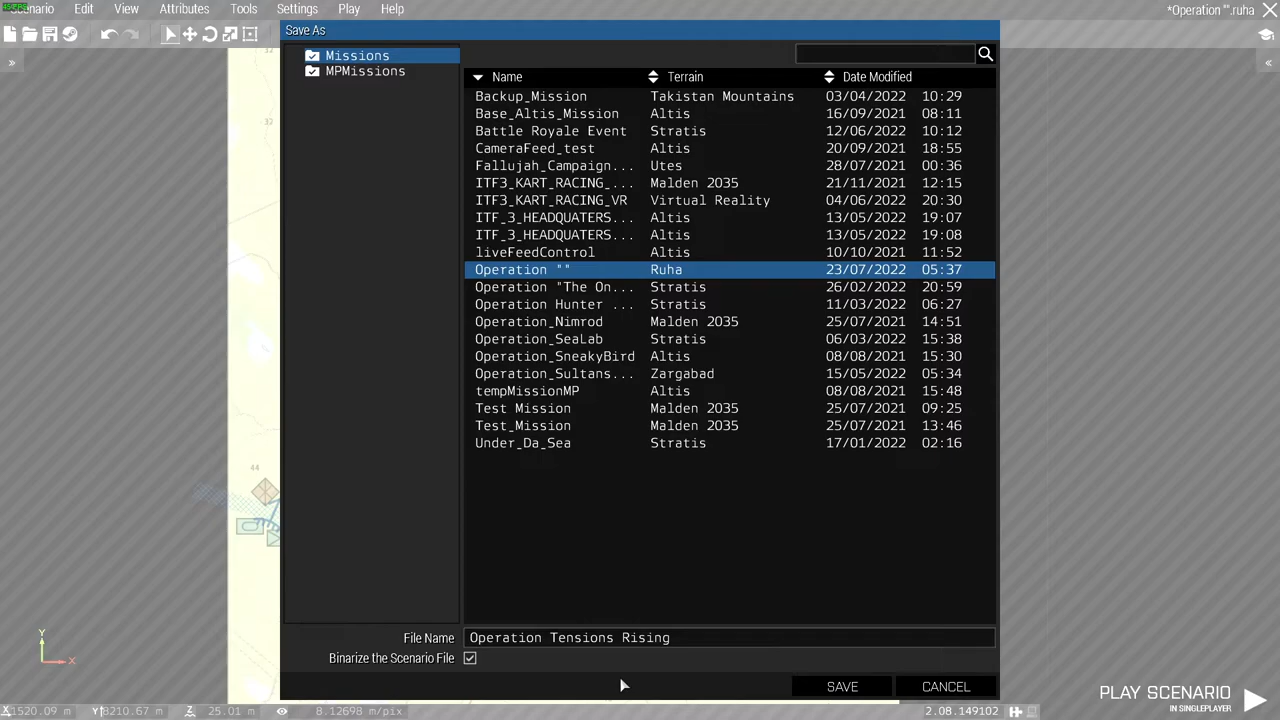 Scenario Edit View Attributes Tools Settings Play Help *Operation "".ruha
Save As
Missions
MPMissions
Name Terrain Date Modified
Backup_Mission Takistan Mountains 03/04/2022 10:29
Base_Altis_Mission Altis 16/09/2021 08:11
Battle Royale Event Stratis 12/06/2022 10:12
CameraFeed_test Altis 20/09/2021 18:55
Fallujah_Campaign... Utes 28/07/2021 00:36
ITF3_KART_RACING_... Malden 2035 21/11/2021 12:15
ITF3_KART_RACING_VR Virtual Reality 04/06/2022 20:30
ITF_3_HEADQUATERS... Altis 13/05/2022 19:07
ITF_3_HEADQUATERS... Altis 13/05/2022 19:08
liveFeedControl Altis 10/10/2021 11:52
Operation "" Ruha 23/07/2022 05:37
Operation "The On... Stratis 26/02/2022 20:59
Operation Hunter ... Stratis 11/03/2022 06:27
Operation_Nimrod Malden 2035 25/07/2021 14:51
Operation_SeaLab Stratis 06/03/2022 15:38
Operation_SneakyBird Altis 08/08/2021 15:30
Operation_Sultans... Zargabad 15/05/2022 05:34
tempMissionMP Altis 08/08/2021 15:48
Test Mission Malden 2035 25/07/2021 09:25
Test_Mission Malden 2035 25/07/2021 13:46
Under_Da_Sea Stratis 17/01/2022 02:16
44
File Name Operation Tensions Rising
Binarize the Scenario File
SAVE CANCEL
Y
X
PLAY SCENARIO
IN SINGLEPLAYER
X 1520.09 m Y 8210.67 m Z 25.01 m 8.12698 m/pix 2.08.149102